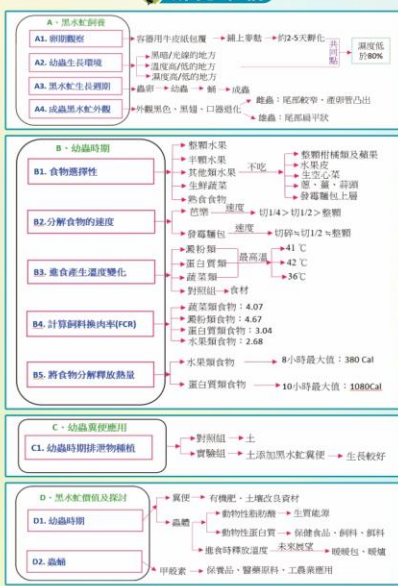 A、黑水虻飼養
A1. 卵期觀察
容器用牛皮紙包覆 鋪上麥麩 約2-5天孵化
A2. 幼蟲生長環境
黑暗/光線的地方
溫度高/低的地方
濕度高/低的地方
共同點
濕度低於80%
A3. 黑水虻生長週期
蟲卵 幼蟲 蛹 成蟲
A4. 成蟲黑水虻外觀
外觀黑色、黑翅、口器退化
雌蟲：尾部較窄、產卵管凸出
雄蟲：尾部扁平狀
B、幼蟲時期
B1. 食物選擇性
整顆水果
半顆水果
其他類水果
生鮮蔬菜
熟食食物
不吃
整顆柑橘類及蘋果
水果皮
生空心菜
蔥、薑、蒜頭
發霉麵包上層
B2.分解食物的速度
芭樂 速度 切1/4＞切1/2＞整顆
發霉麵包 速度 切碎≒切1/2≒整顆
B3. 進食產生溫度變化
澱粉類
蛋白質類
蔬菜類
最高溫
41℃
42℃
36℃
對照組 食材
B4. 計算飼料換肉率(FCR)
蔬菜類食物：4.07
澱粉類食物：4.67
蛋白質類食物：3.04
水果類食物：2.68
B5. 將食物分解釋放熱量
水果類食物 8小時最大值：380 Cal
蛋白質類食物 10小時最大值：1080Cal
C、幼蟲糞便應用
C1. 幼蟲時期排泄物種植
對照組 土
實驗組 土添加黑水虻糞便 生長較好
D、黑水虻價值及探討
D1. 幼蟲時期
糞便 有機肥、土壤改良資材
蟲體
動物性脂肪酸 生質能源
動物性蛋白質 保健食品、飼料、餌料
進食時釋放溫度 未來展望 暖暖包、暖爐
D2. 蟲蛹
甲殼素 保養品、醫藥原料、工農業應用